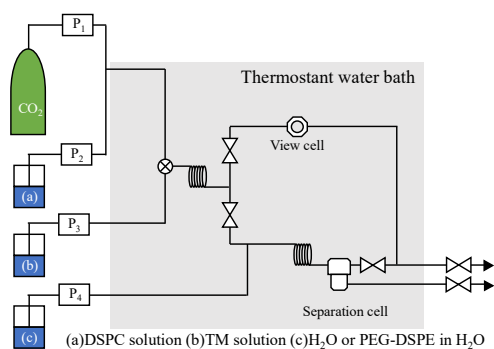 P1
Thermostant water bath
CO2
P2
View cell
(a)
P3
(b)
P4
Separation cell
(c)
(a)DSPC solution (b)TM solution (c)H2O or PEG-DSPE in H2O